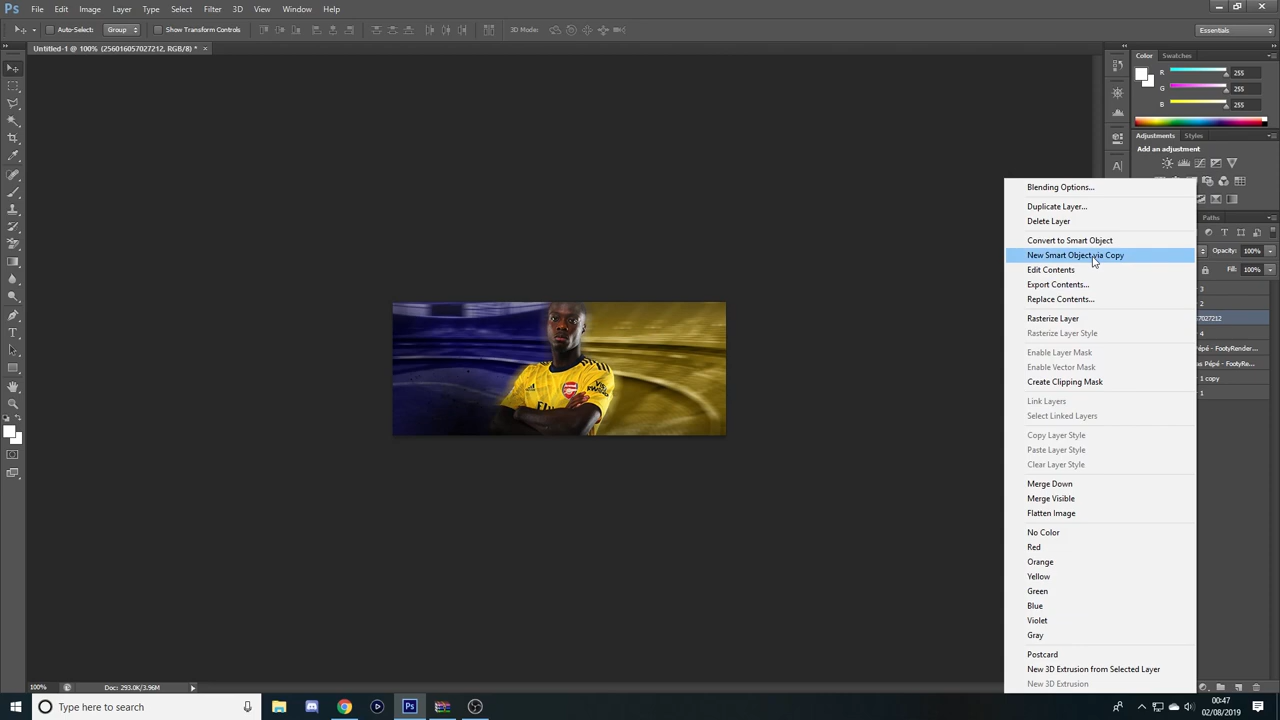 Ps File Edit Image Layer Type Select Filter 3D View Window Help
Auto-Select: Group Show Transform Controls 3D Mode: Essentials
Untitled-1 @ 100% (256016057027212, RGB/8) * ×
Color Swatches
R 255
G 255
B 255
Adjustments Styles
Add an adjustment
Paths
Opacity: 100%
Fill: 100%
3
2
7027212
4
épé - FootyRender...
as Pépé - FootyRe...
1 copy
1
Blending Options...
Duplicate Layer...
Delete Layer
Convert to Smart Object
New Smart Object via Copy
Edit Contents
Export Contents...
Replace Contents...
Rasterize Layer
Rasterize Layer Style
Enable Layer Mask
Enable Vector Mask
Create Clipping Mask
Link Layers
Select Linked Layers
Copy Layer Style
Paste Layer Style
Clear Layer Style
Merge Down
Merge Visible
Flatten Image
No Color
Red
Orange
Yellow
Green
Blue
Violet
Gray
Postcard
New 3D Extrusion from Selected Layer
New 3D Extrusion
Arsenal
100% Doc: 293.0K/3.96M
Type here to search
Ps
00:47
02/08/2019